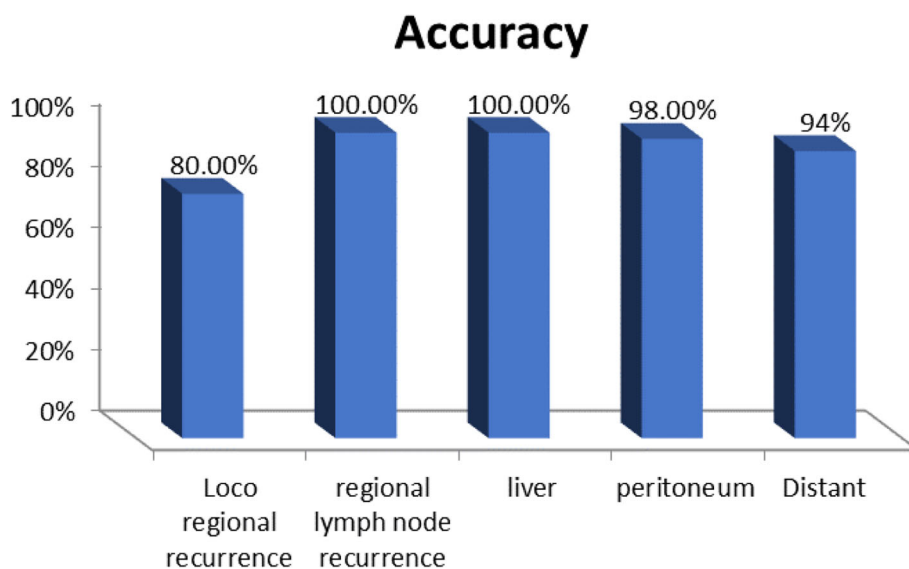 Accuracy
100%
80%
60%
40%
20%
0%
80.00%
100.00%
100.00%
98.00%
94%
Loco
regional
recurrence
regional
lymph node
recurrence
liver
peritoneum
Distant